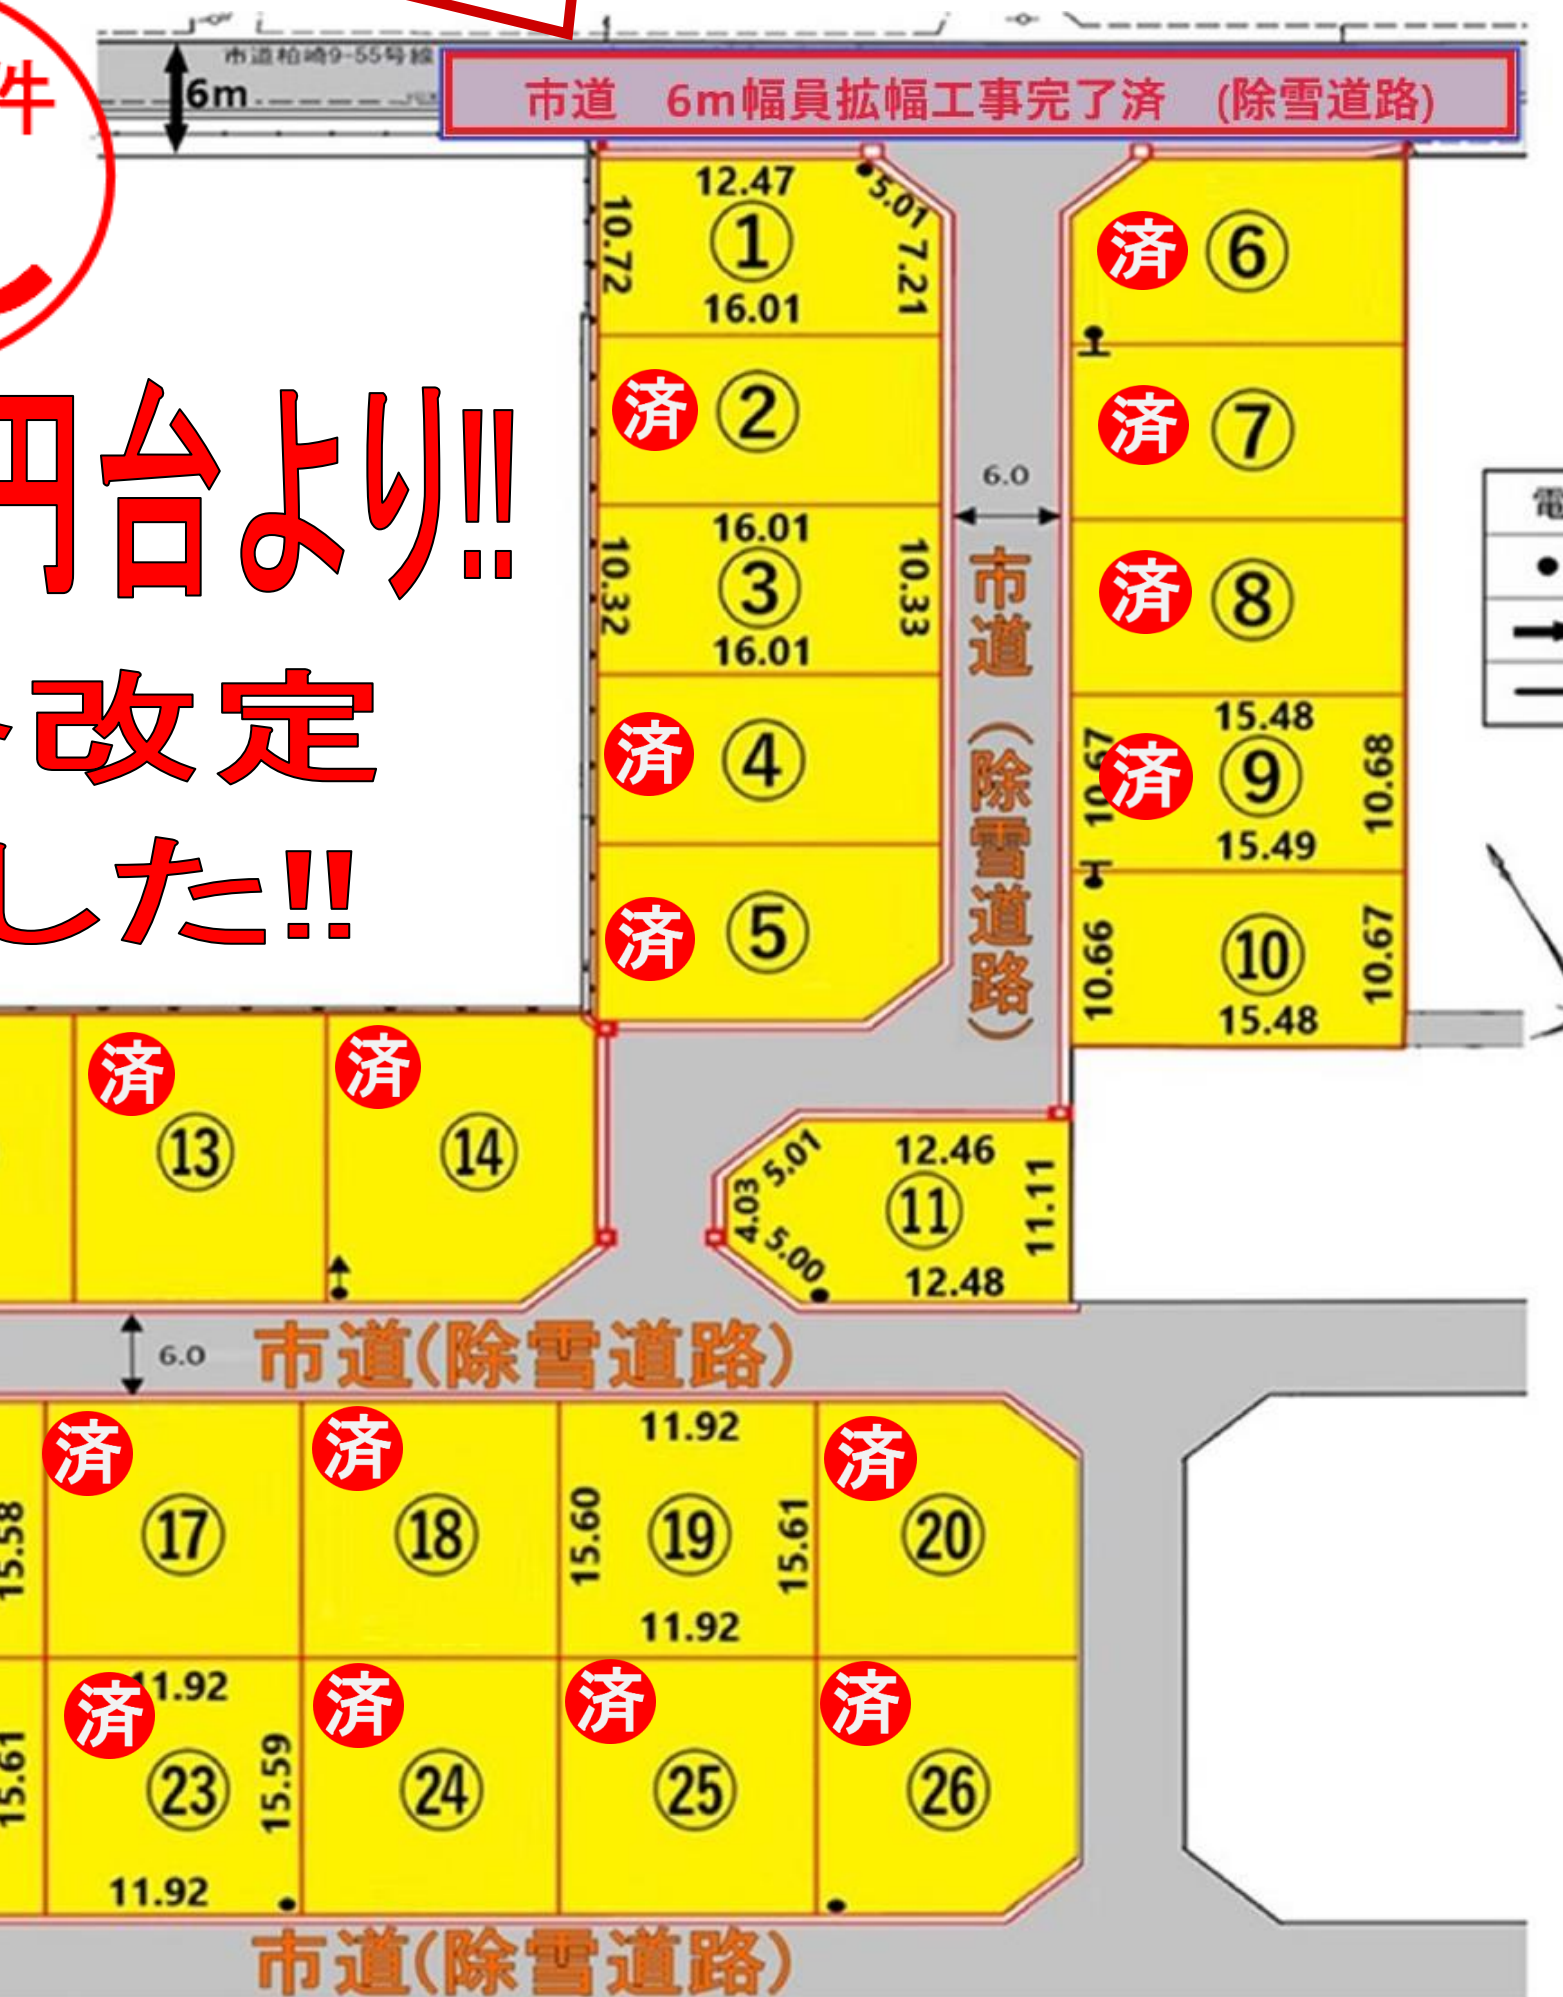 件
市道柏崎9-55号線
6m
市道 6m幅員拡幅工事完了済 (除雪道路)
12.47
5.01
10.72
①
7.21
16.01
済 ⑥
円台より!!
済 ②
済 ⑦
6.0
電
16.01
10.32
③
10.33
16.01
済 ⑧
市道（除雪道路）
改定
済 ④
15.48
10.67
済 ⑨
10.68
15.49
した!!
済 ⑤
10.66
⑩
10.67
15.48
済
⑬
済
⑭
5.01
12.46
4.03
⑪
11.11
5.00
12.48
6.0
市道(除雪道路)
15.58
済
⑰
済
⑱
11.92
15.60
⑲
15.61
11.92
済
⑳
15.61
済
11.92
㉓
15.59
11.92
済
㉔
済
㉕
済
㉖
市道(除雪道路)